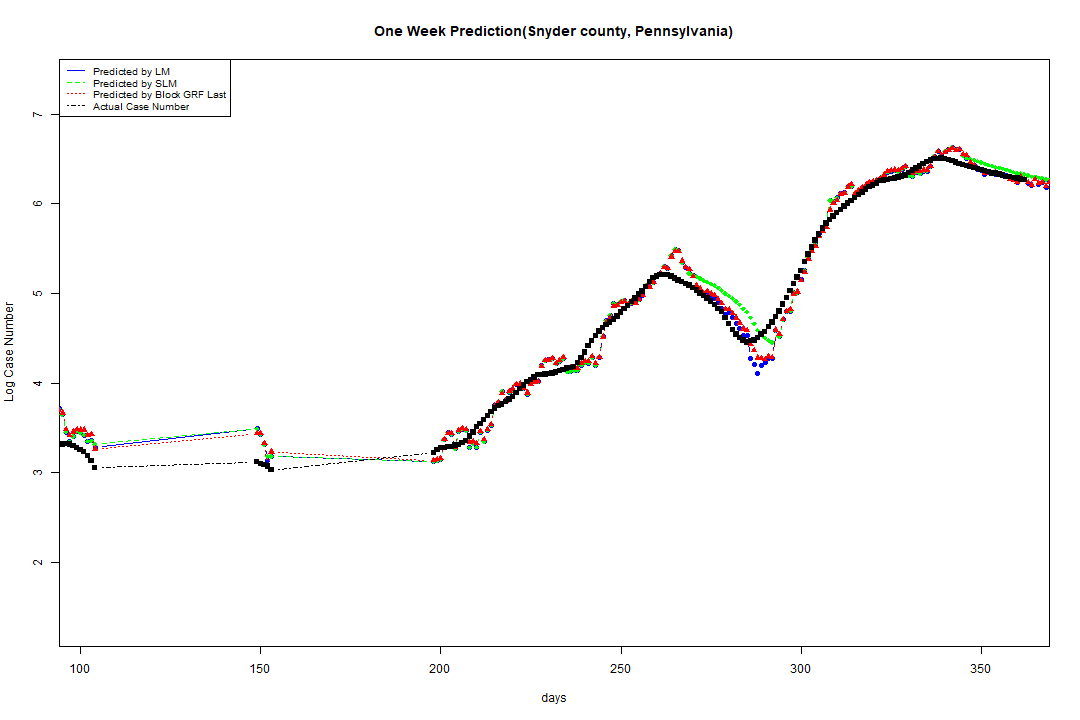 One Week Prediction(Snyder county, Pennsylvania)
Predicted by LM
Predicted by SLM
Predicted by Block GRF Last
Actual Case Number
7
6
5
4
3
2
Log Case Number
100 150 200 250 300 350
days